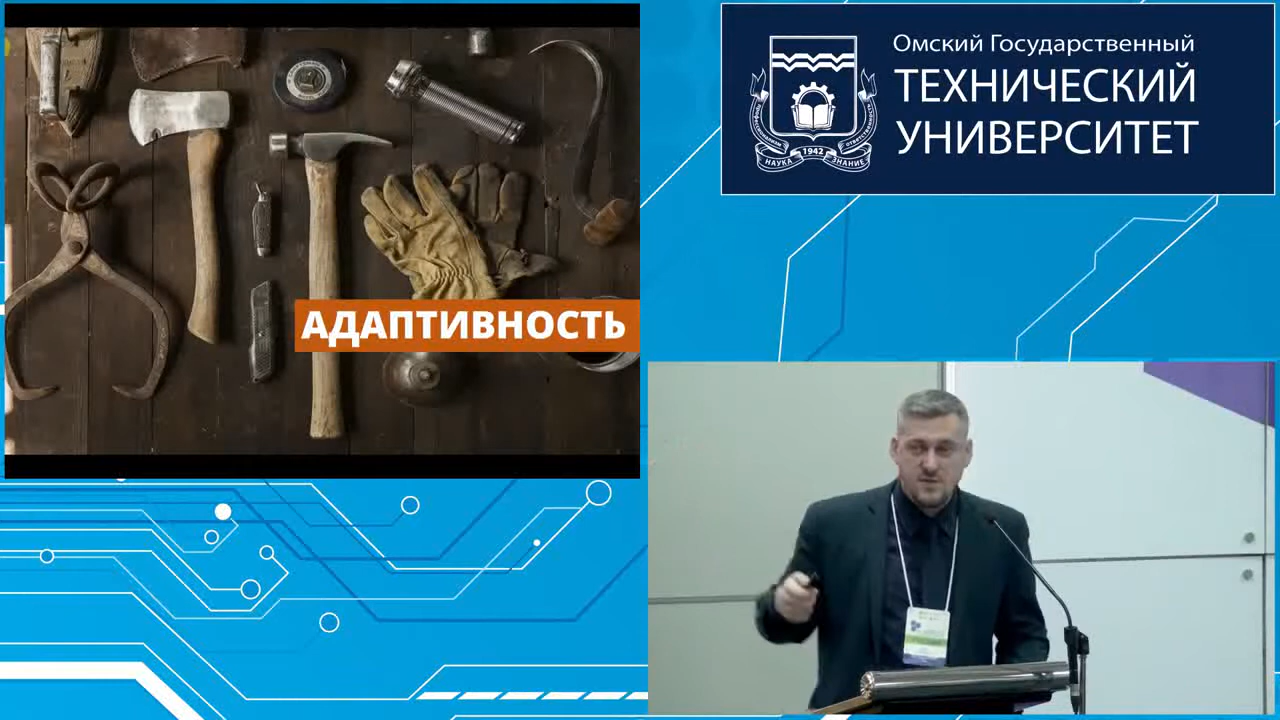 АДАПТИВНОСТЬ
Омский Государственный
ТЕХНИЧЕСКИЙ
УНИВЕРСИТЕТ
1942
НАУКА
ЗНАНИЕ